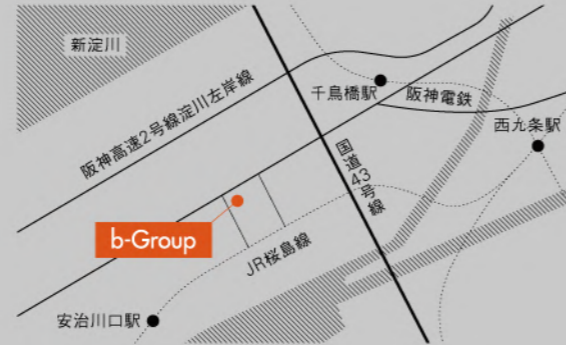 新淀川
阪神高速2号線淀川左岸線
千鳥橋駅
阪神電鉄
西九条駅
国道43号線
b-Group
JR桜島線
安治川口駅